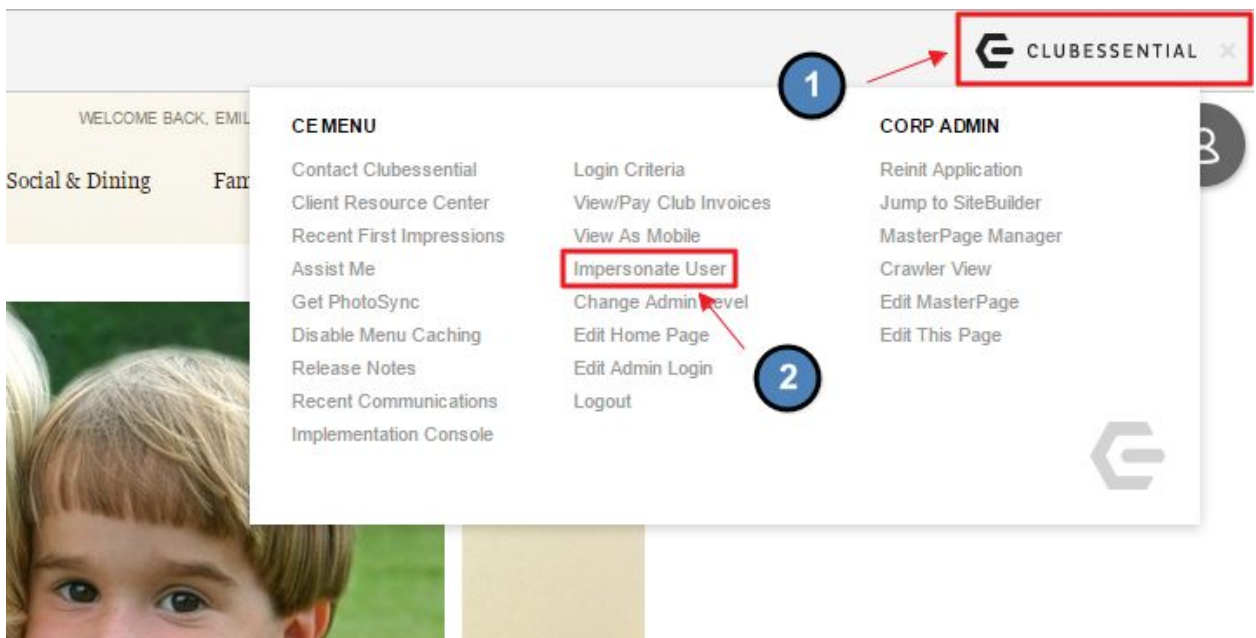 CLUBESSENTIAL
1
WELCOME BACK, EMIL
Social & Dining
Fam
CE MENU
Contact Clubessential
Client Resource Center
Recent First Impressions
Assist Me
Get PhotoSync
Disable Menu Caching
Release Notes
Recent Communications
Implementation Console
Login Criteria
View/Pay Club Invoices
View As Mobile
Impersonate User
Change Admin Level
Edit Home Page
Edit Admin Login
Logout
2
CORP ADMIN
Reinit Application
Jump to SiteBuilder
MasterPage Manager
Crawler View
Edit MasterPage
Edit This Page